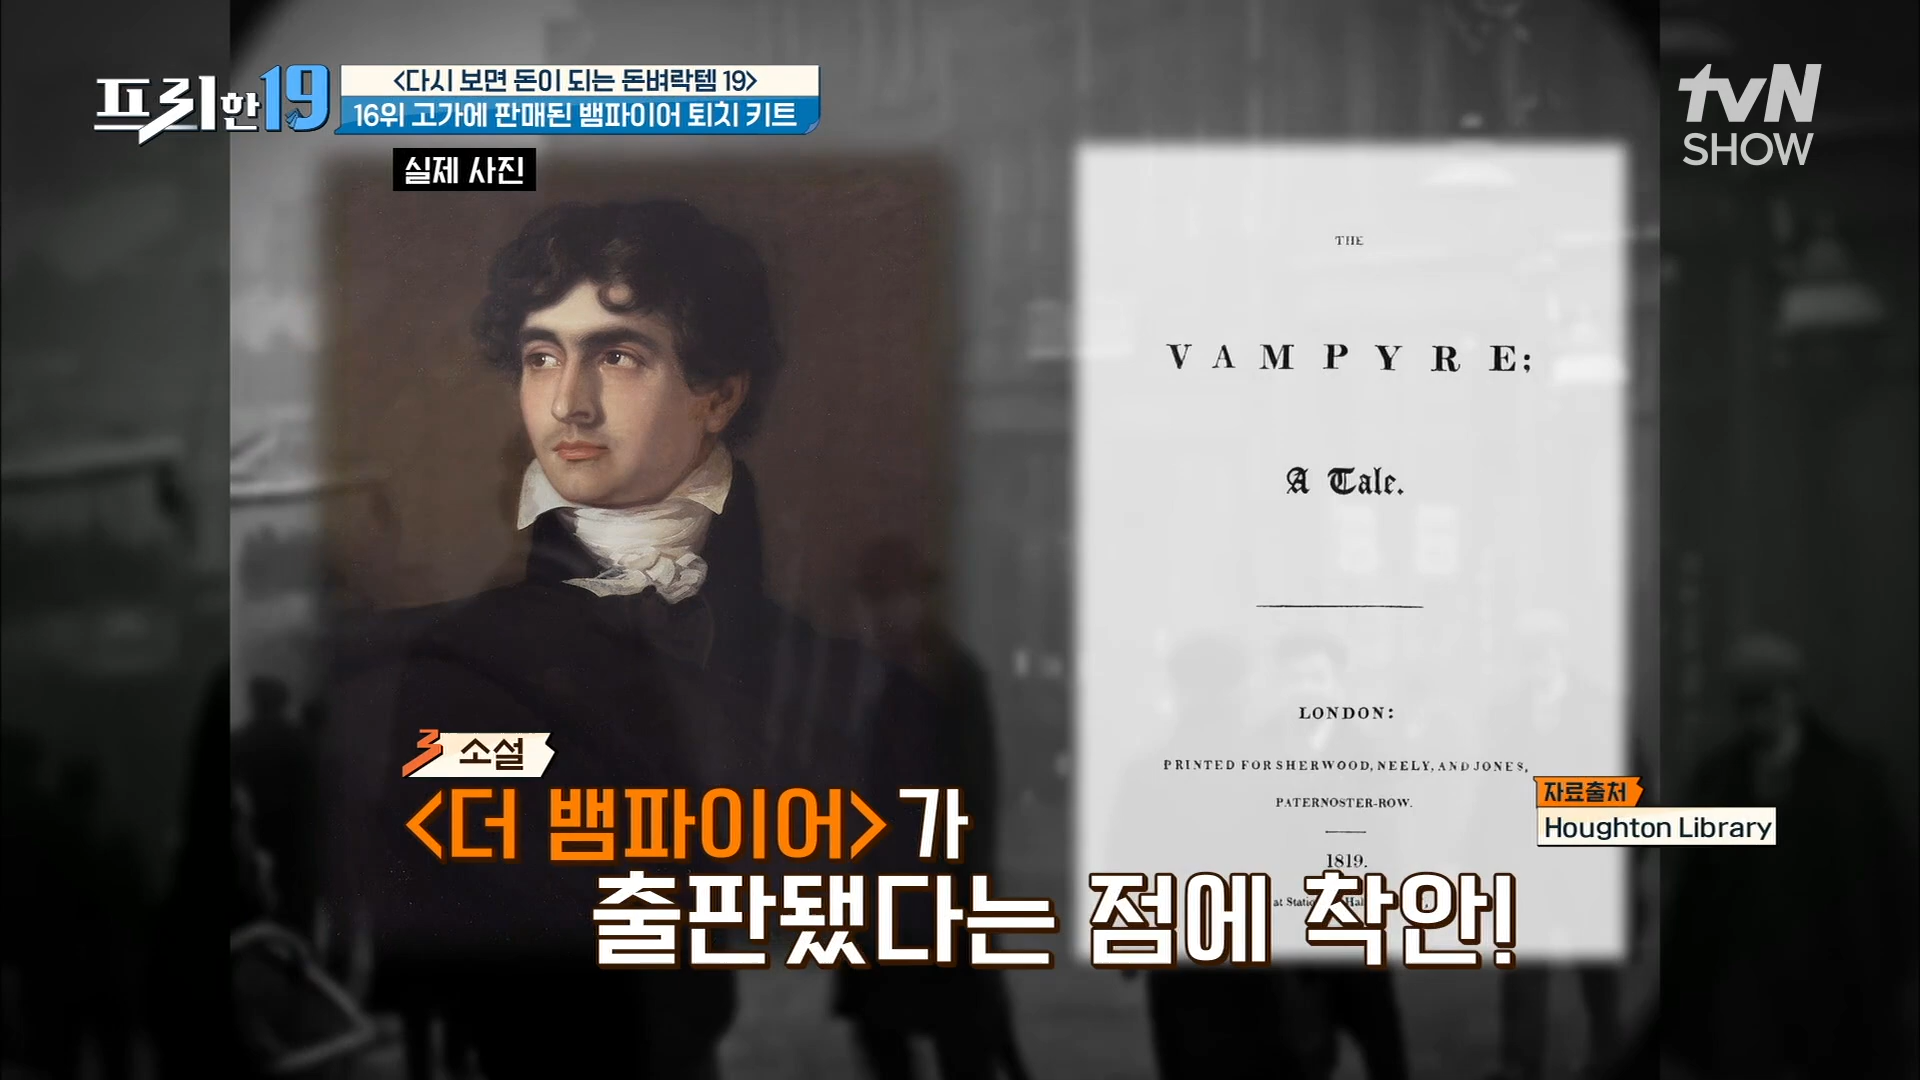 프리한19
<다시 보면 돈이 되는 돈벼락템 19>
16위 고가에 판매된 뱀파이어 퇴치 키트
tvN
SHOW
실제 사진
THE
VAMPYRE;
A Tale.
LONDON:
PRINTED FOR SHERWOOD, NEELY, AND JONES,
PATERNOSTER-ROW.
1819.
자료출처
Houghton Library
소설
<더 뱀파이어>가
출판됐다는 점에 착안!